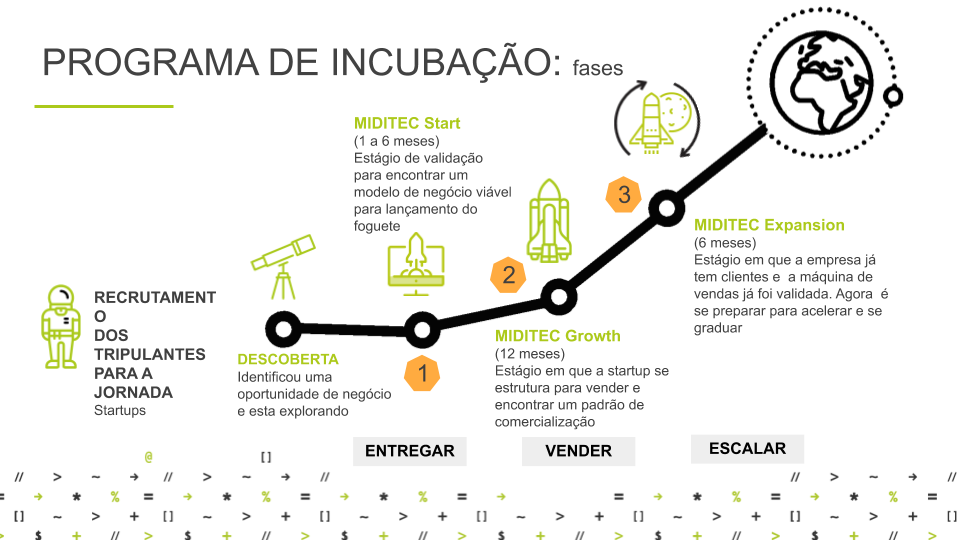 PROGRAMA DE INCUBAÇÃO: fases
MIDITEC Start
(1 a 6 meses)
Estágio de validação
para encontrar um
modelo de negócio viável
para lançamento do
foguete
3
MIDITEC Expansion
(6 meses)
Estágio em que a empresa já
tem clientes e a máquina de
vendas já foi validada. Agora é
se preparar para acelerar e se
graduar
2
RECRUTAMENT
O
DOS
TRIPULANTES
PARA A
JORNADA
Startups
DESCOBERTA
Identificou uma
oportunidade de negócio
e esta explorando
1
MIDITEC Growth
(12 meses)
Estágio em que a startup se
estrutura para vender e
encontrar um padrão de
comercialização
ENTREGAR
VENDER
ESCALAR
@ []
// > ~ → // > ~ → // // > ~ →
= → * % = → * % = → * % = → = → * % = → * % =
[] ~ > + [] ~ > + [] ~ > + [] ~ > + [] ~ > + [] ~ > +
> $ + // > $ + // > $ + // > $ + // > $ + // > $ + // >